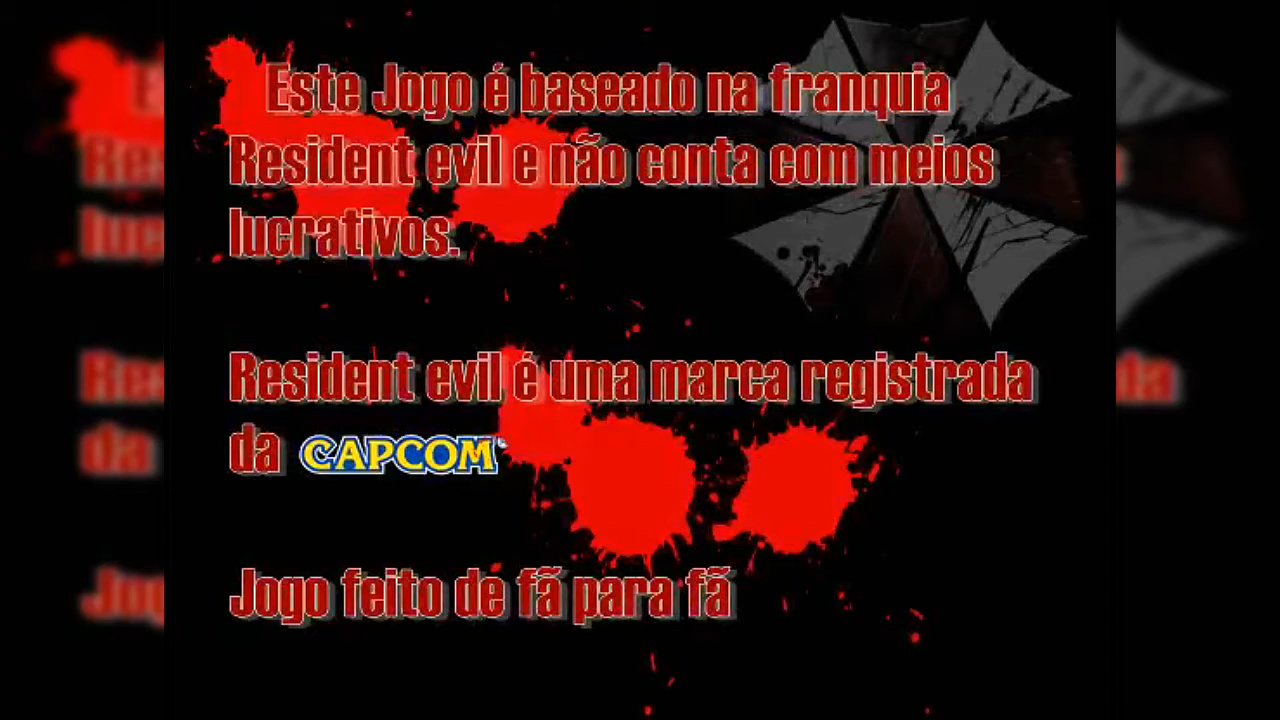 Este Jogo é baseado na franquia
Resident evil e não conta com meios
lucrativos.
Resident evil é uma marca registrada
da CAPCOM
Jogo feito de fã para fã